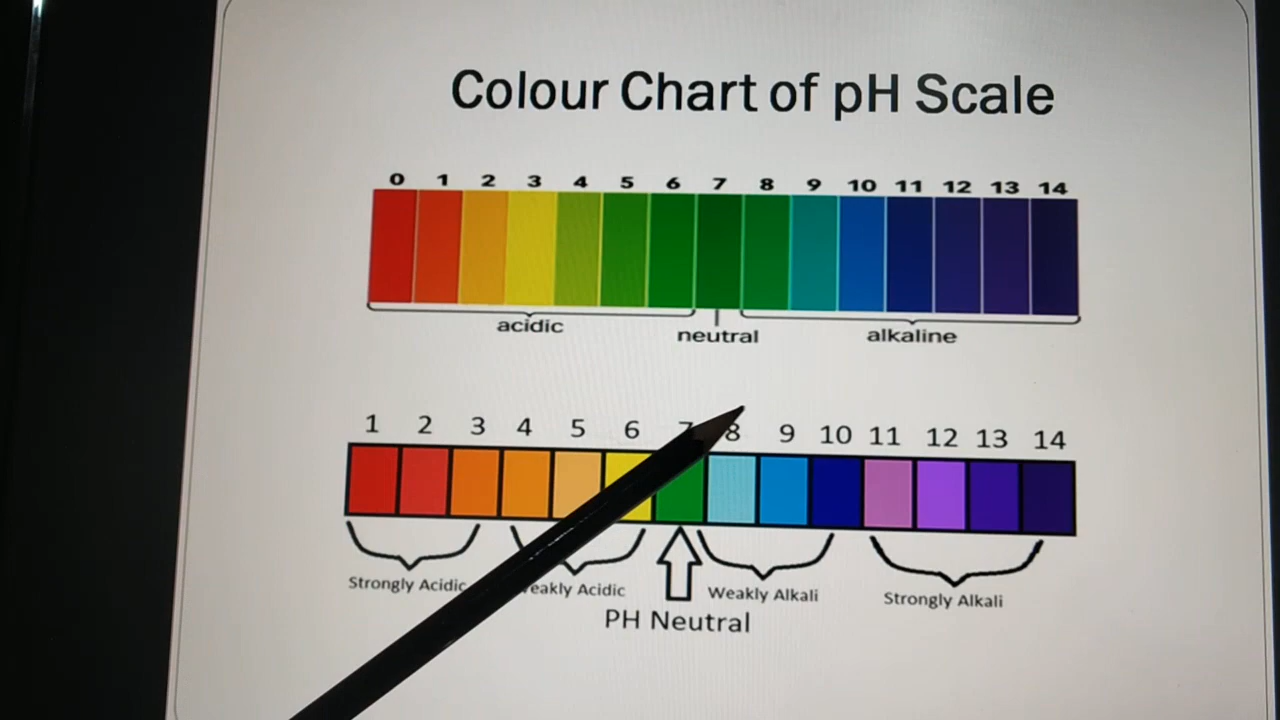 Colour Chart of pH Scale
0 1 2 3 4 5 6 7 8 9 10 11 12 13 14
acidic neutral alkaline
1 2 3 4 5 6 7 8 9 10 11 12 13 14
Strongly Acidic Weakly Acidic Weakly Alkali Strongly Alkali
PH Neutral